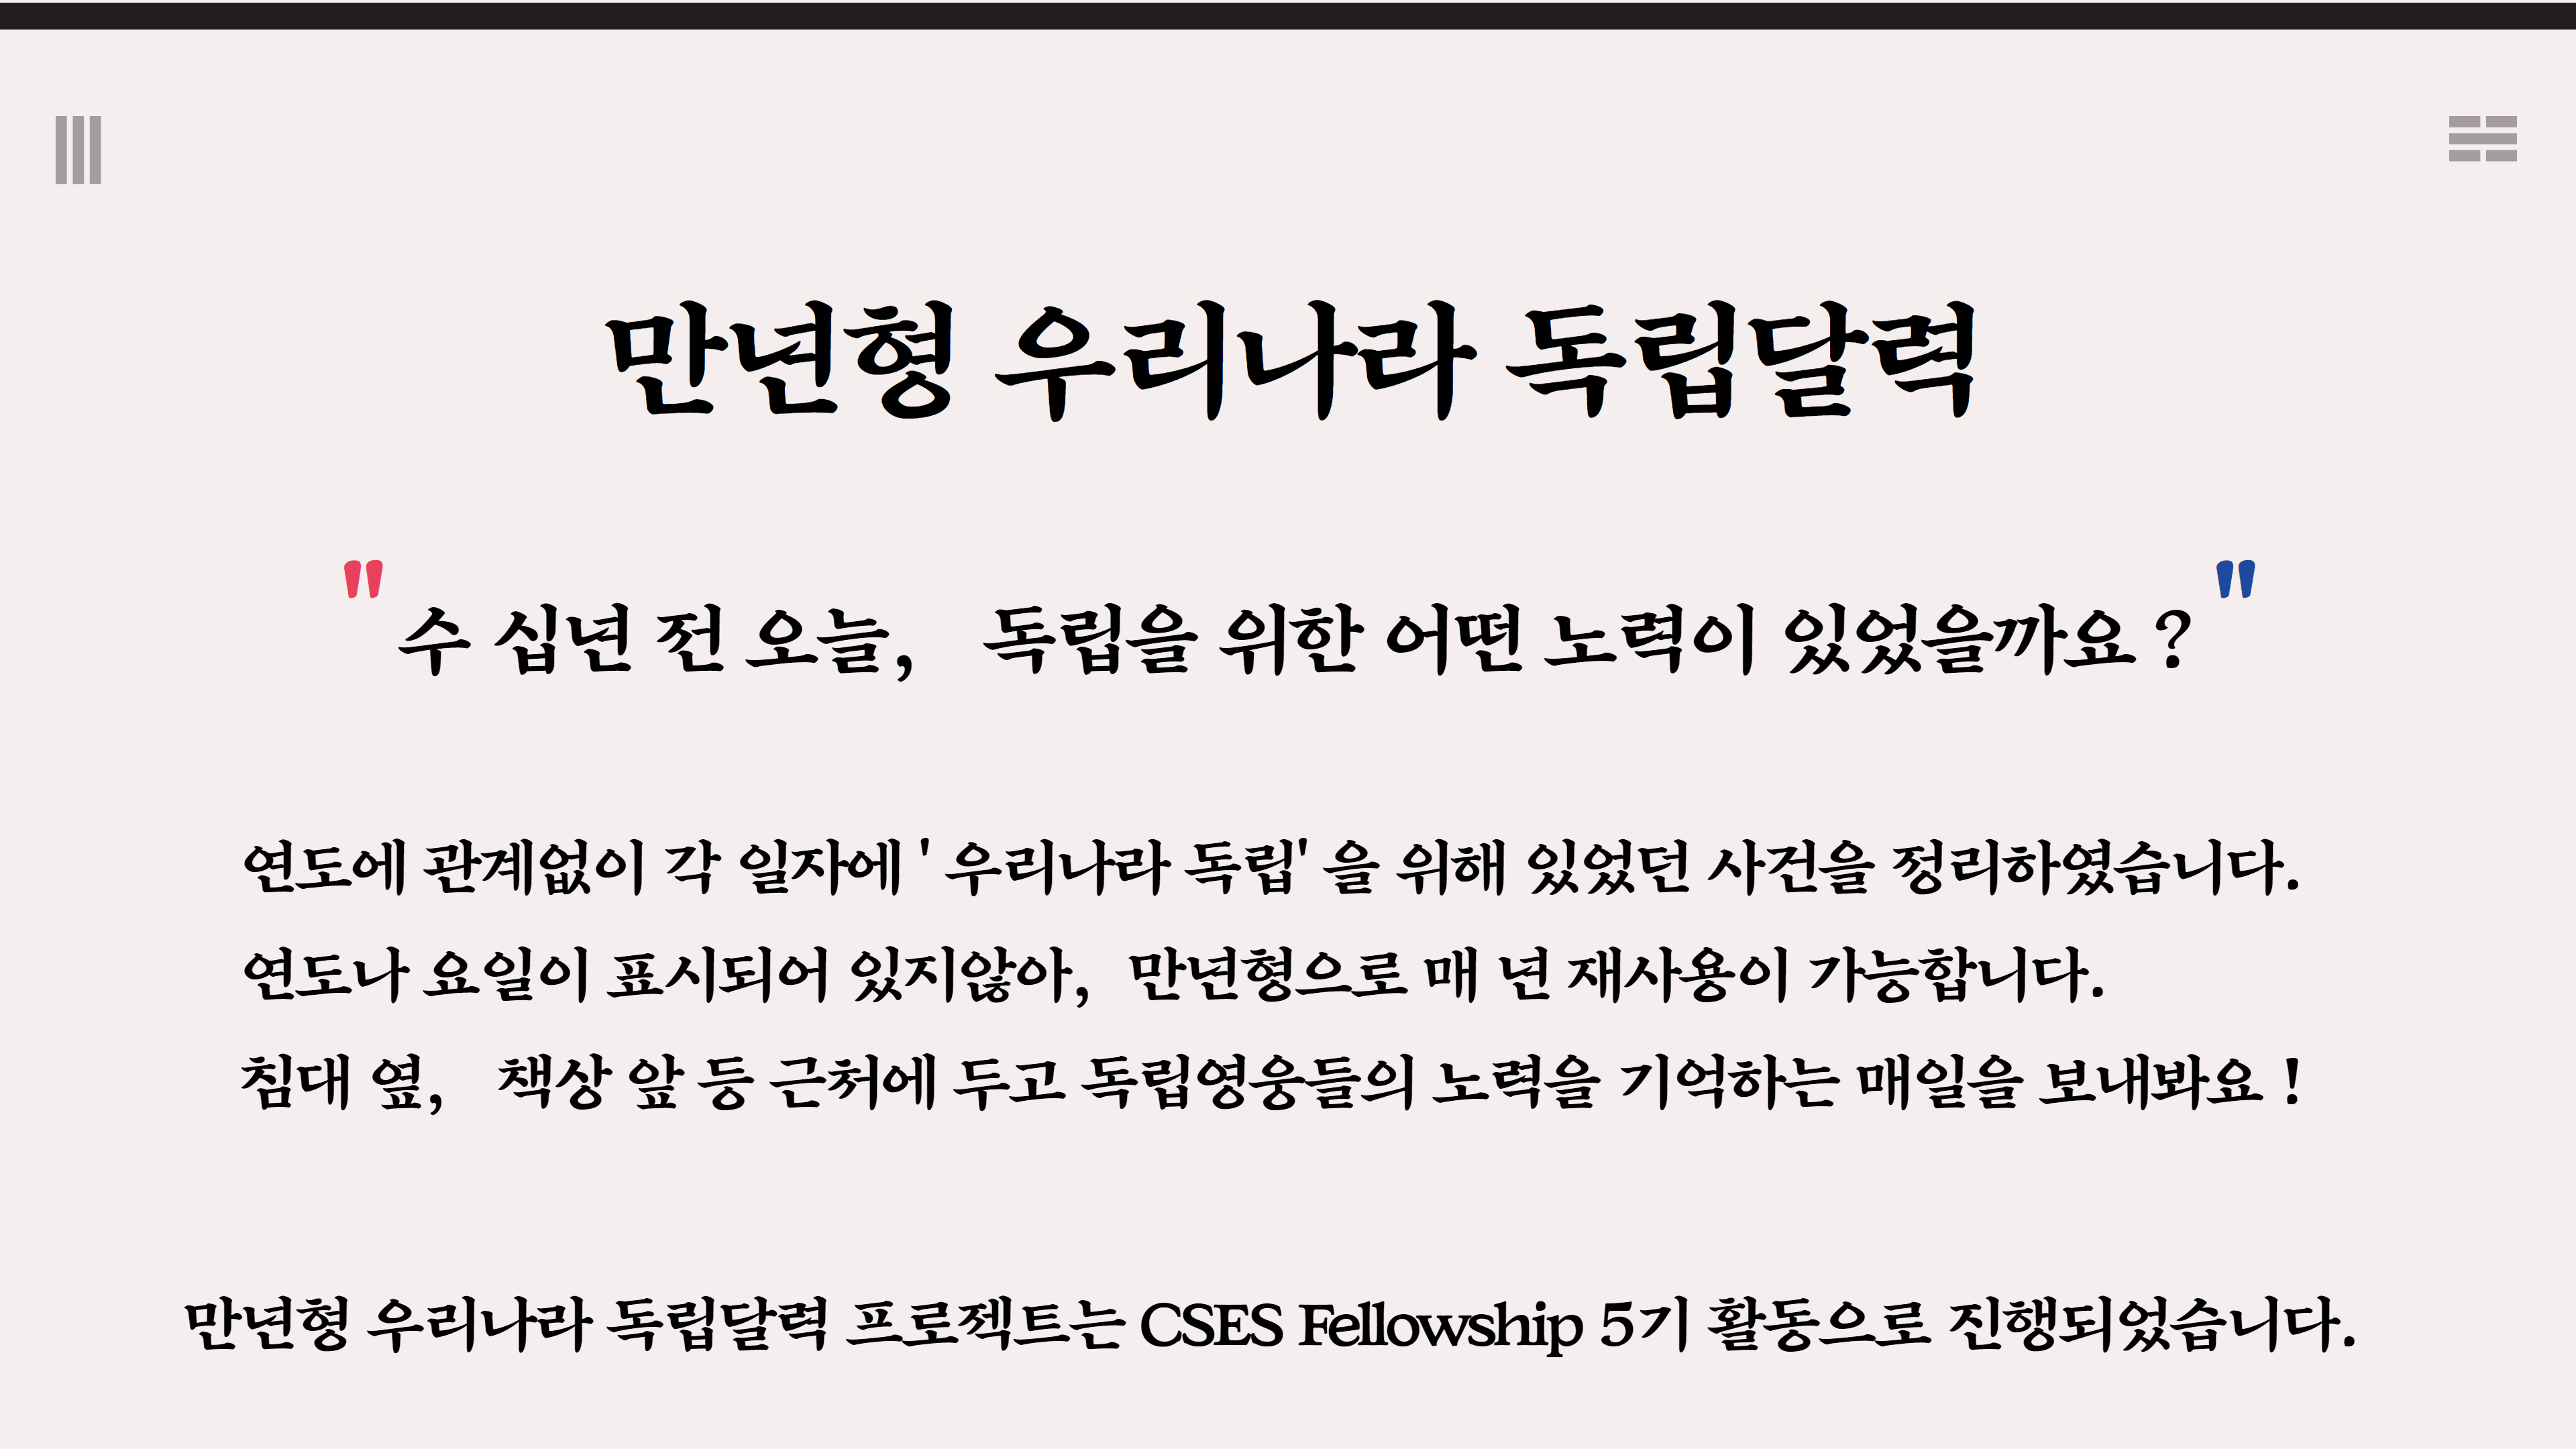 만년형 우리나라 독립달력
" 수 십년 전 오늘, 독립을 위한 어떤 노력이 있었을까요 ? "
연도에 관계없이 각 일자에 ' 우리나라 독립' 을 위해 있었던 사건을 정리하였습니다.
연도나 요일이 표시되어 있지않아, 만년형으로 매 년 재사용이 가능합니다.
침대 옆, 책상 앞 등 근처에 두고 독립영웅들의 노력을 기억하는 매일을 보내봐요 !
만년형 우리나라 독립달력 프로젝트는 CSES Fellowship 5기 활동으로 진행되었습니다.